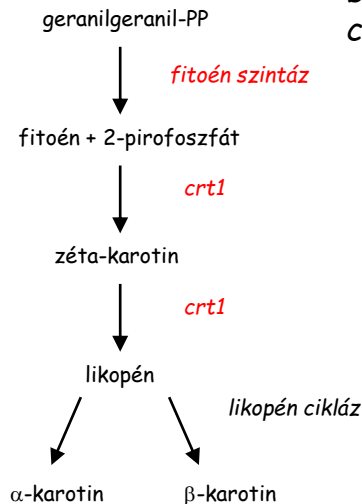 geranilgeranil-PP
C
fitoén szintáz
fitoén + 2-pirofoszfát
crt1
zéta-karotin
crt1
likopén
likopén cikláz
α-karotin β-karotin